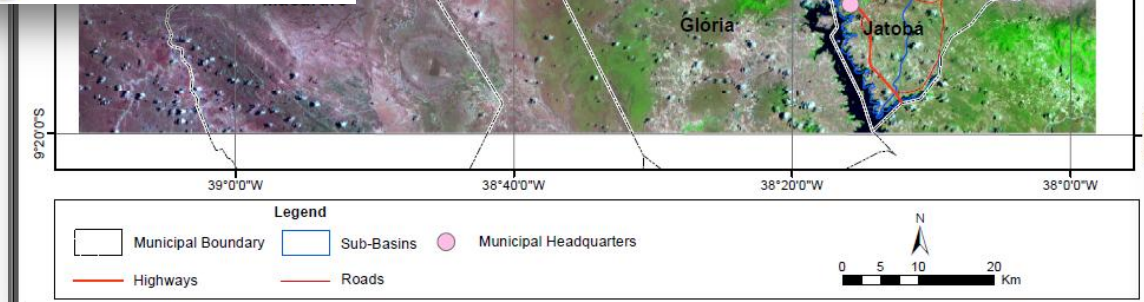 Glória
Jatobá
9°20'0"S
39°0'0"W 38°40'0"W 38°20'0"W 38°0'0"W
Legend
Municipal Boundary Sub-Basins Municipal Headquarters
Highways Roads
N
0 5 10 20
Km